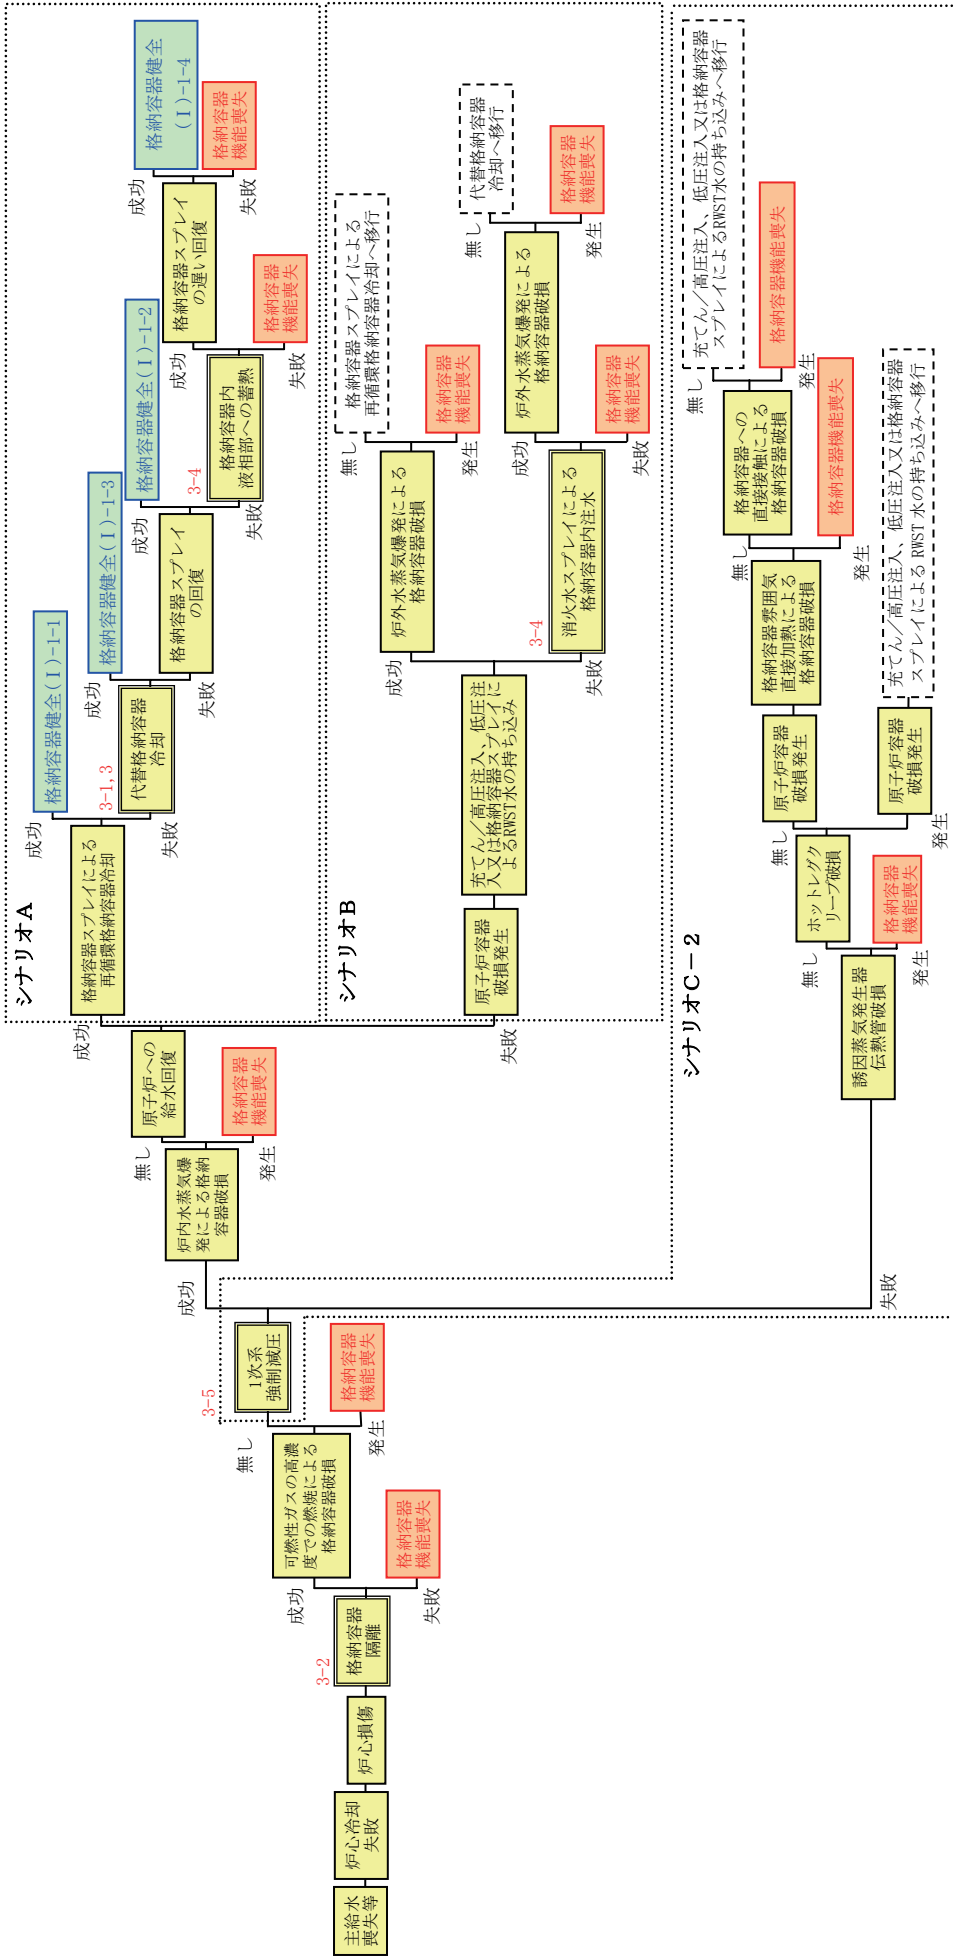 主給水
喪失等
炉心冷却
失敗
炉心損傷
3-2
格納容器
隔離
成功
失敗
格納容器
機能喪失
可燃性ガスの高濃
度での燃焼による
格納容器破損
無し
発生
格納容器
機能喪失
3-5
1次系
強制減圧
成功
失敗
炉内水蒸気爆
発による格納
容器破損
無し
発生
格納容器
機能喪失
原子炉への
給水回復
成功
失敗
シナリオA
格納容器スプレイによる
再循環格納容器冷却
成功
格納容器健全(Ⅰ)-1-1
失敗
3-1, 3
代替格納容器
冷却
成功
格納容器健全(Ⅰ)-1-3
失敗
格納容器スプレイ
の回復
成功
格納容器健全(Ⅰ)-1-2
失敗
3-4
格納容器内
液相部への蓄熱
成功
失敗
格納容器
機能喪失
格納容器スプレイ
の遅い回復
成功
格納容器健全
(Ⅰ)-1-4
失敗
格納容器
機能喪失
シナリオB
原子炉容器
破損発生
充てん/高圧注入、低圧注
入又は格納容器スプレイに
よるRWST水の持ち込み
成功
炉外水蒸気爆発による
格納容器破損
無し
格納容器スプレイによる
再循環格納容器冷却へ移行
発生
格納容器
機能喪失
失敗
3-4
消火水スプレイによる
格納容器内注水
成功
失敗
格納容器
機能喪失
炉外水蒸気爆発による
格納容器破損
無し
代替格納容器
冷却へ移行
発生
格納容器
機能喪失
シナリオC-2
誘因蒸気発生器
伝熱管破損
無し
発生
格納容器
機能喪失
ホットレグク
リープ破損
無し
原子炉容器
破損発生
格納容器雰囲気
直接加熱による
格納容器破損
無し
発生
格納容器機能喪失
格納容器への
直接接触による
格納容器破損
無し
充てん/高圧注入、低圧注入又は格納容器
スプレイによるRWST水の持ち込みへ移行
発生
格納容器機能喪失
発生
原子炉容器
破損発生
充てん/高圧注入、低圧注入又は格納容器
スプレイによる RWST 水の持ち込みへ移行